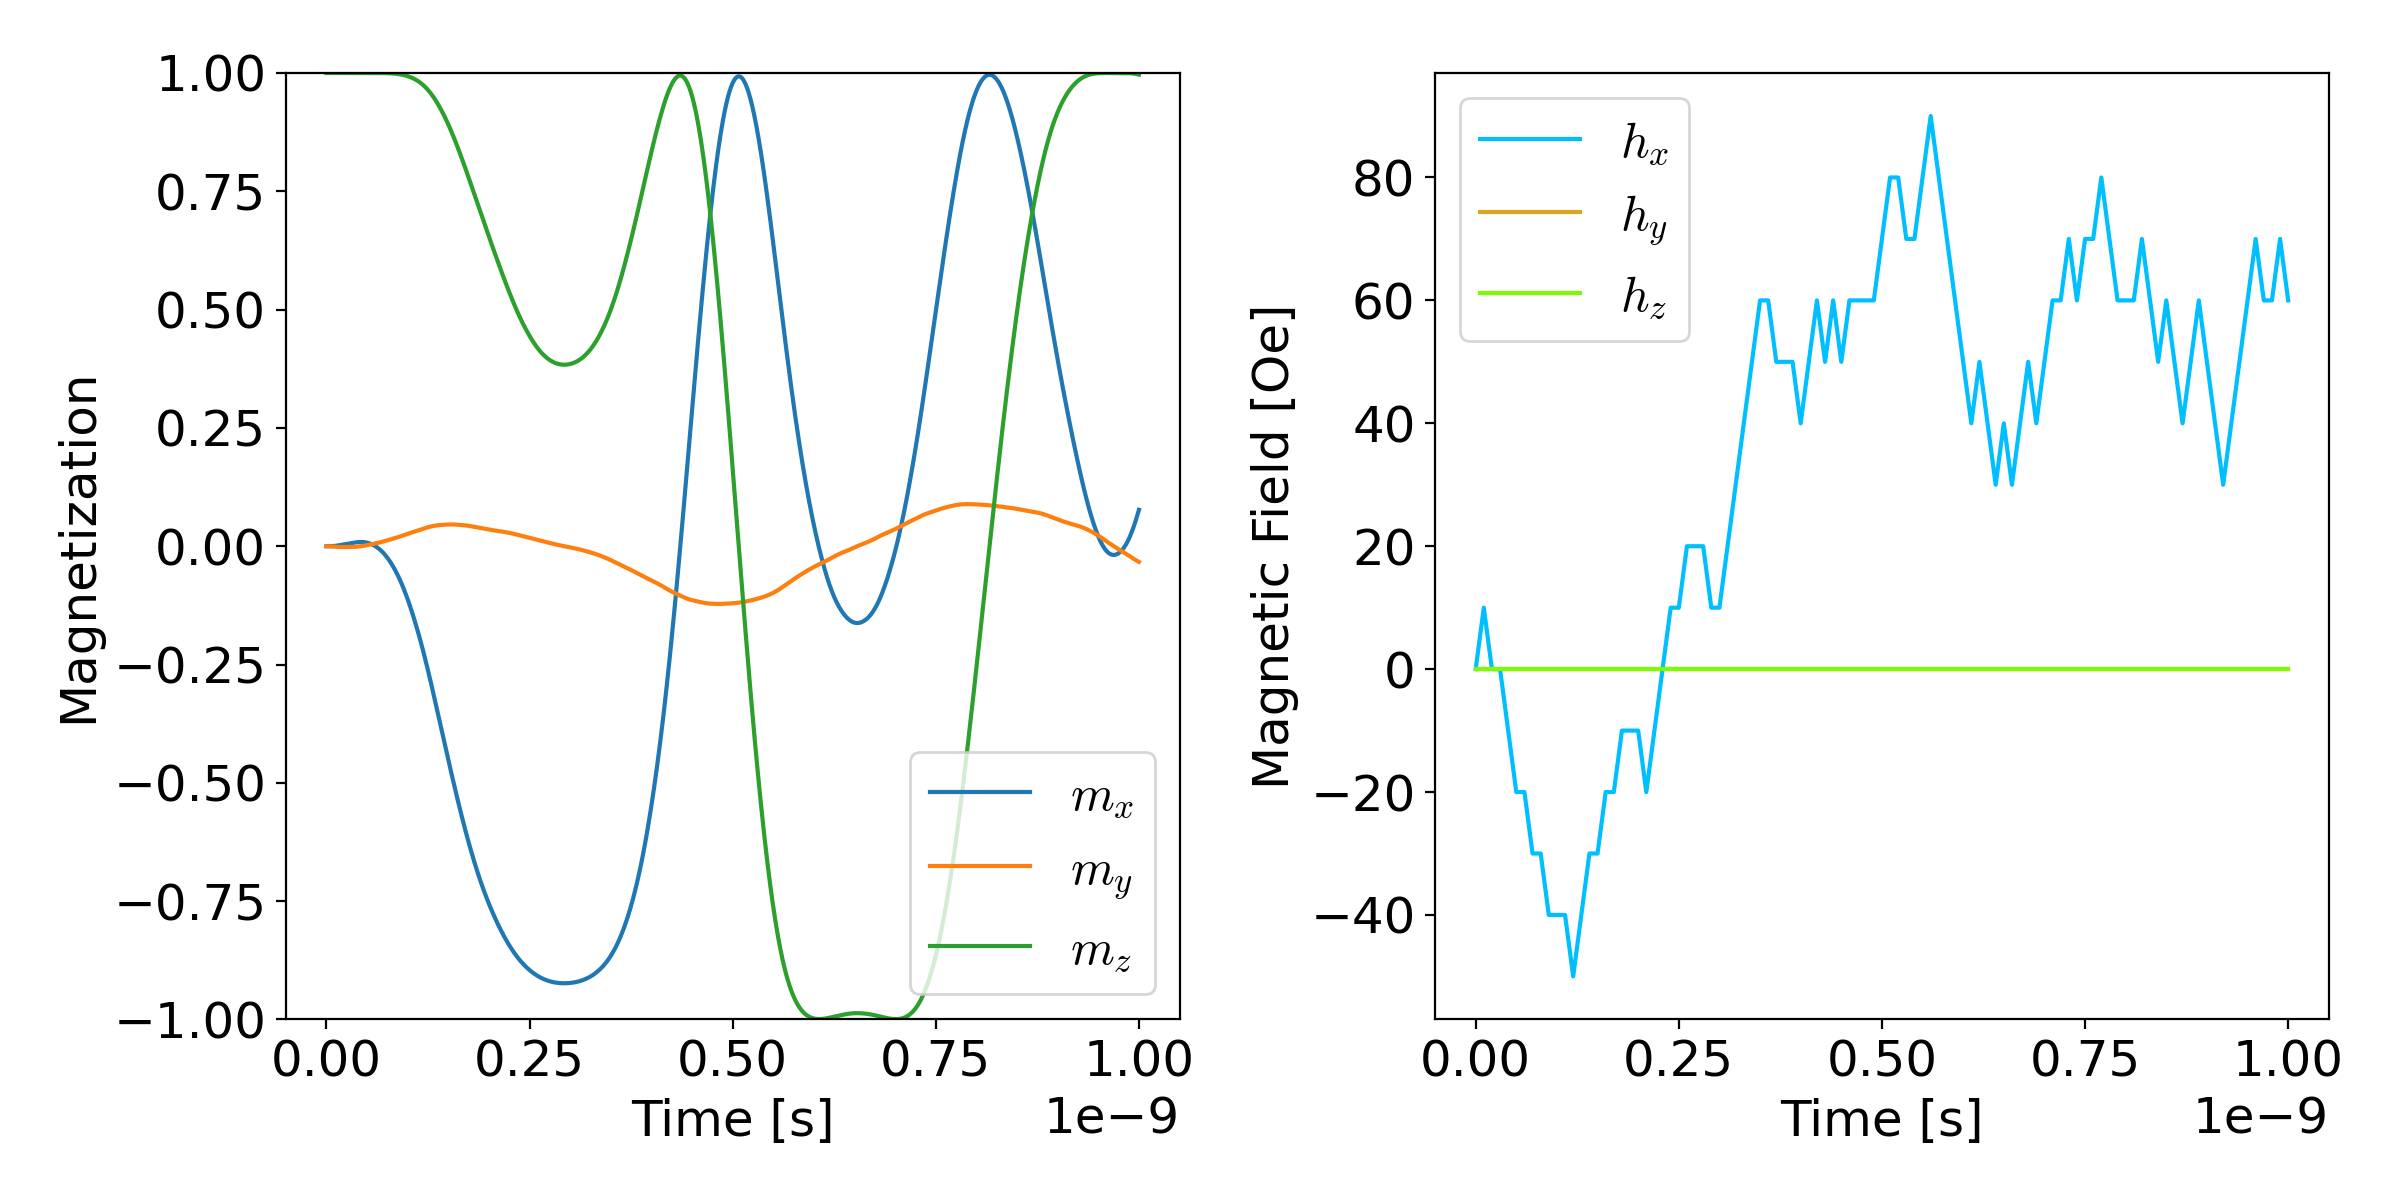 Magnetization
1.00
0.75
0.50
0.25
0.00
−0.25
−0.50
−0.75
−1.00
0.00 0.25 0.50 0.75 1.00
Time [s]
1e−9
m_x
m_y
m_z
Magnetic Field [Oe]
80
60
40
20
0
−20
−40
0.00 0.25 0.50 0.75 1.00
Time [s]
1e−9
h_x
h_y
h_z